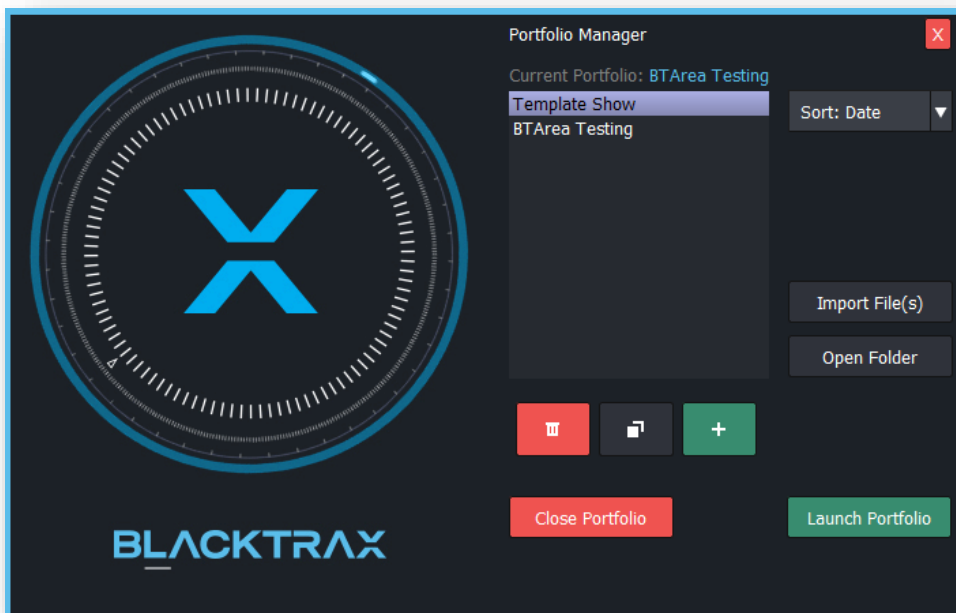 Portfolio Manager
X
Current Portfolio: BTArea Testing
Template Show
BTArea Testing
Sort: Date
Import File(s)
Open Folder
+
Close Portfolio
Launch Portfolio
BLACKTRAX